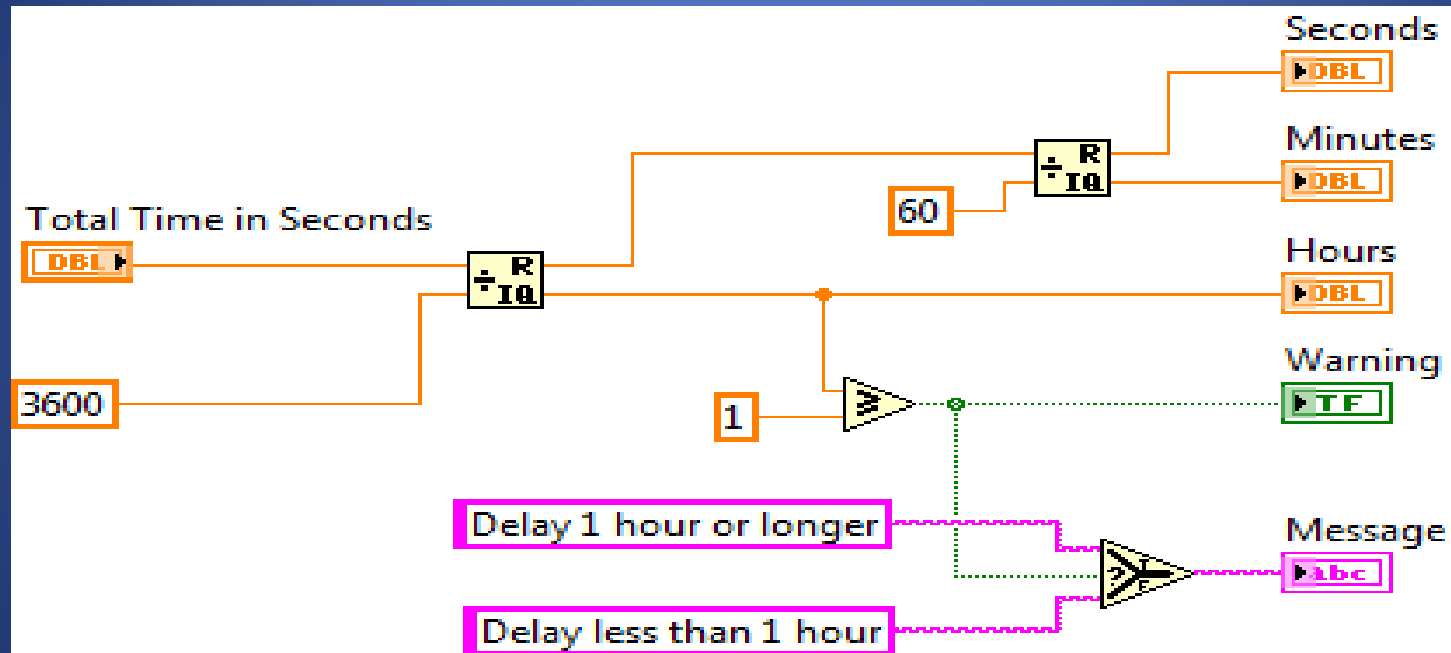 Seconds
DBL
Minutes
DBL
R
IQ
60
Total Time in Seconds
DBL
R
IQ
Hours
DBL
3600
1
≥
Warning
TF
Delay 1 hour or longer
Message
abc
? T F
Delay less than 1 hour